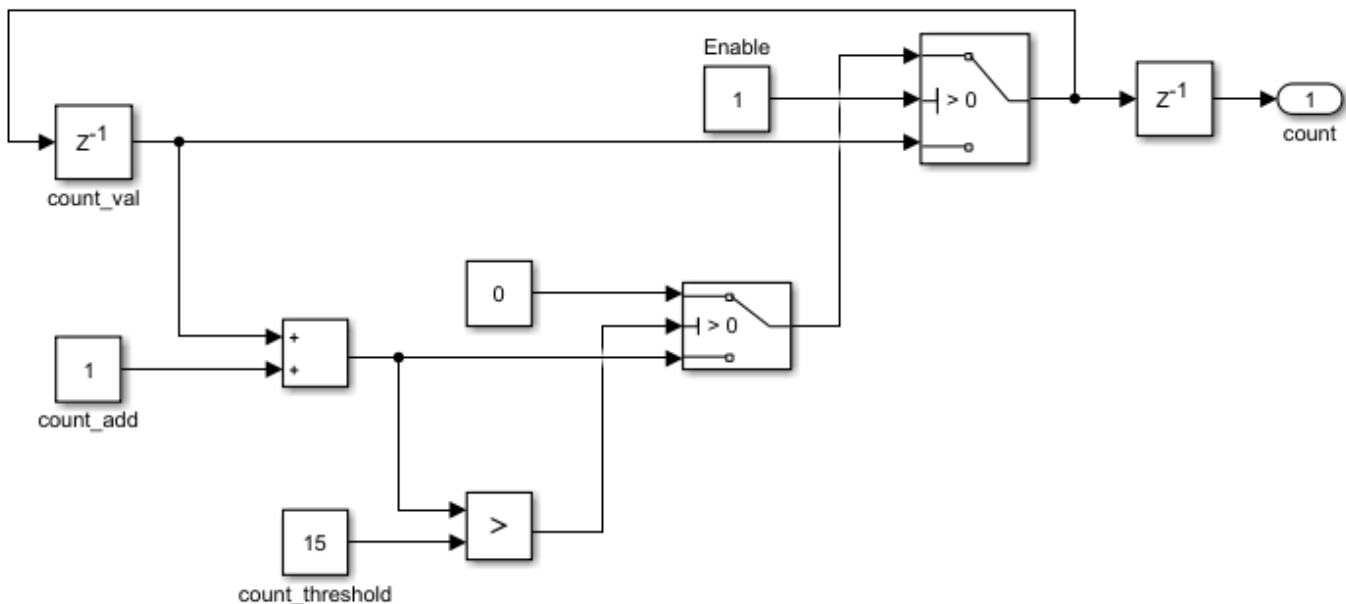 Enable
1
> 0
Z-1
1
count
Z-1
count_val
0
> 0
+
+
1
count_add
>
15
count_threshold